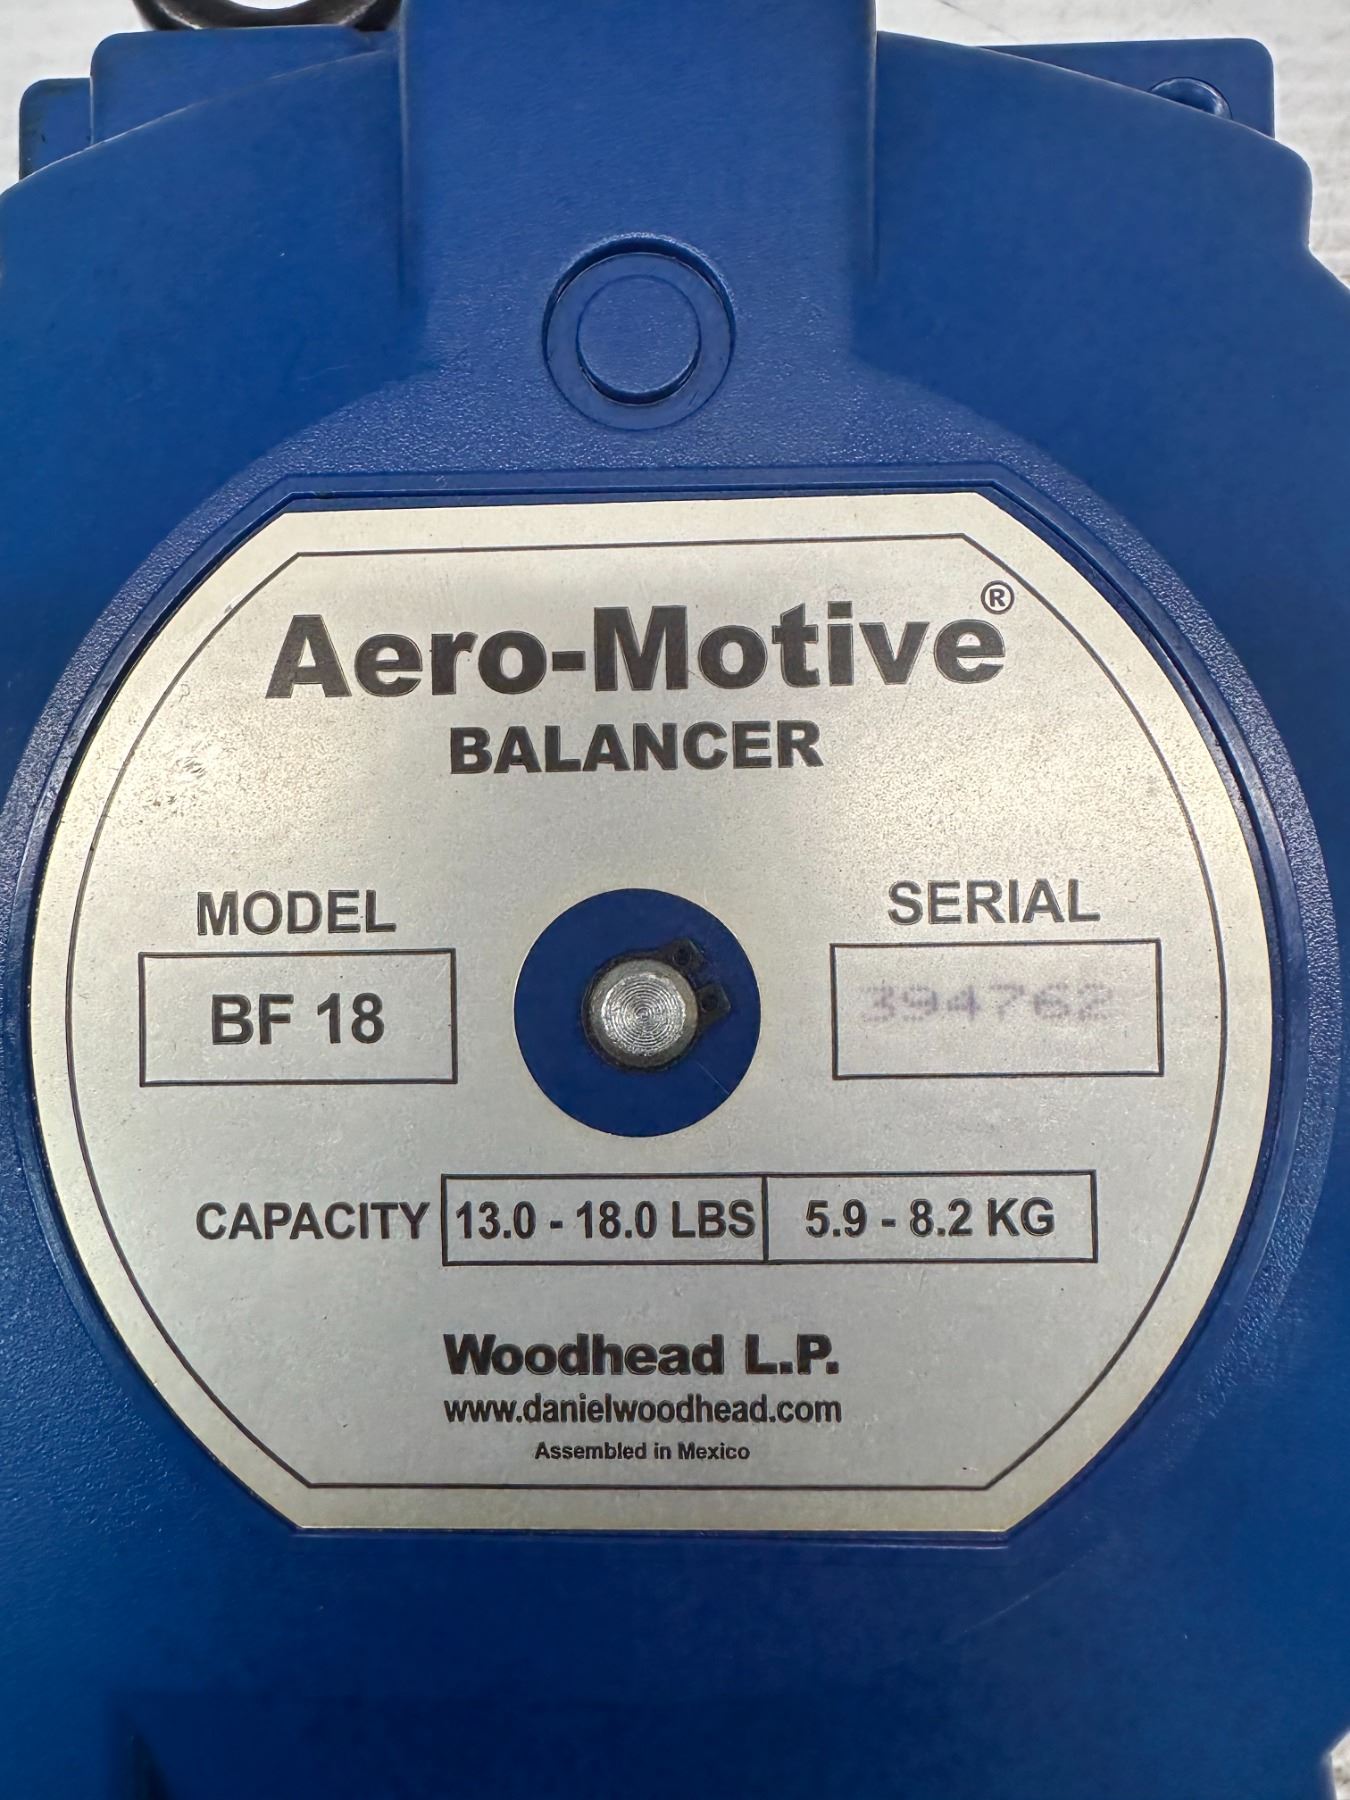 Aero-Motive®
BALANCER
MODEL
BF 18
SERIAL
394762
CAPACITY 13.0 - 18.0 LBS 5.9 - 8.2 KG
Woodhead L.P.
www.danielwoodhead.com
Assembled in Mexico